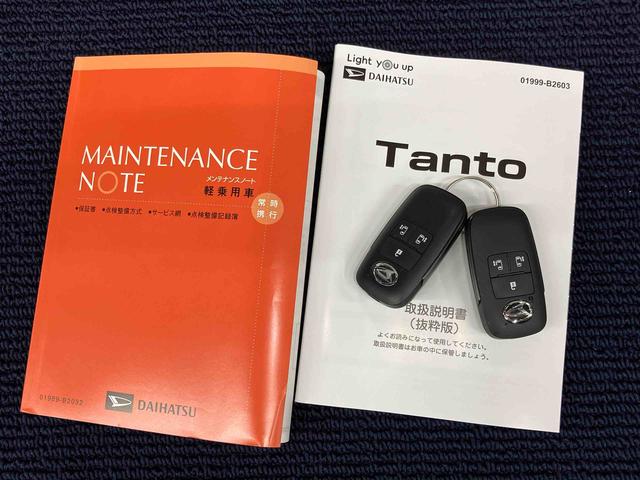 MAINTENANCE
NOTE
メンテナンスノート
軽乗用車
常時
携行
•保証書 •点検整備方式 •サービス網 •点検整備記録簿
01999-B2032
DAIHATSU
Light you up
DAIHATSU
01999-B2603
Tanto
取扱説明書
（抜粋版）
よくお読みになって使用してください。
取扱説明書はお車の中に保管しましょう。